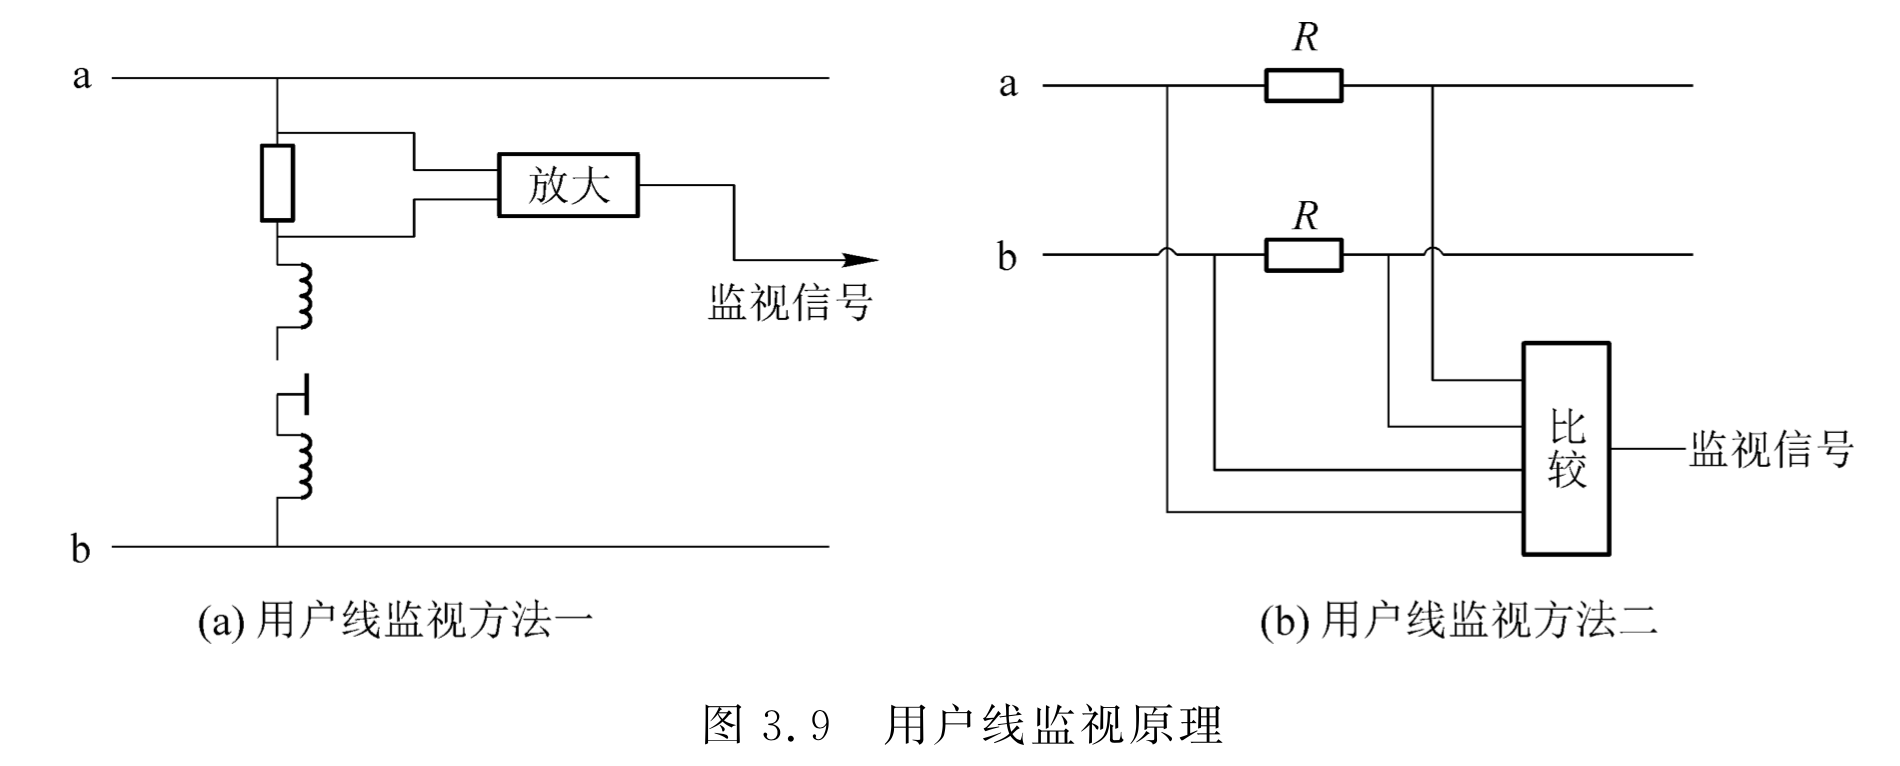 a
放大
监视信号
b
(a) 用户线监视方法一
R
a
R
b
比
较
监视信号
(b) 用户线监视方法二
图 3.9 用户线监视原理